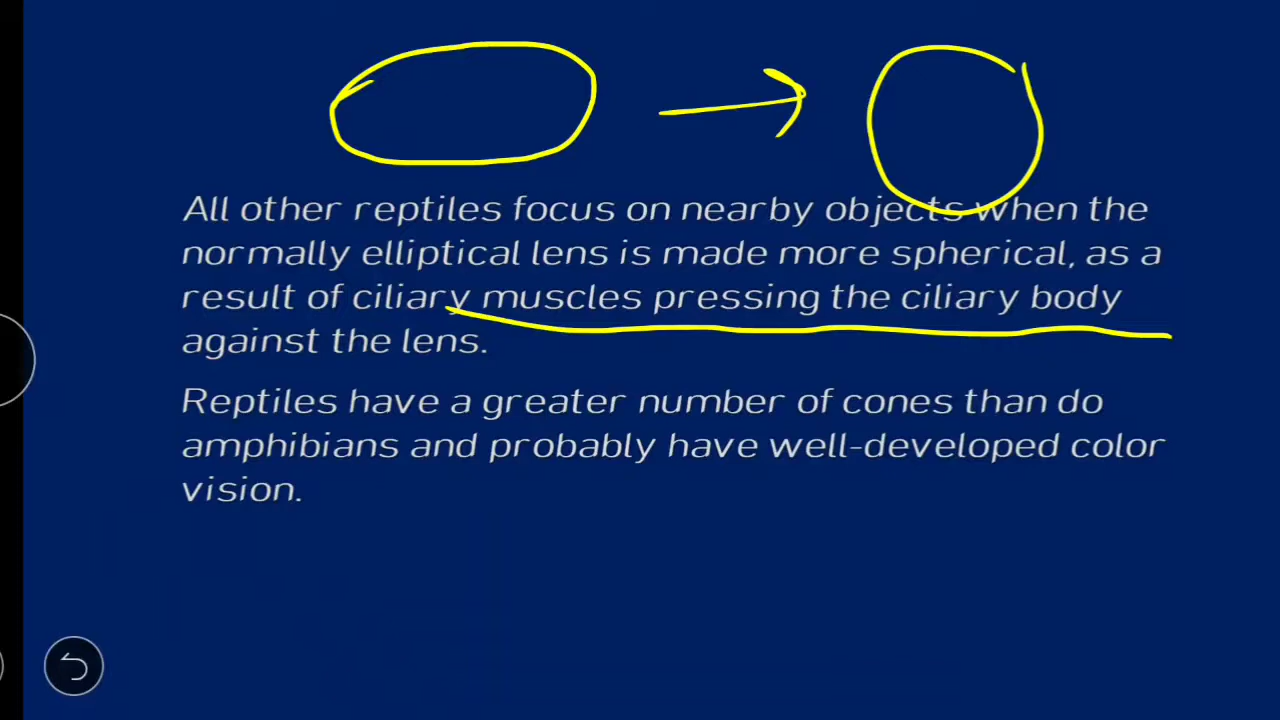 All other reptiles focus on nearby objects when the
normally elliptical lens is made more spherical, as a
result of ciliary muscles pressing the ciliary body
against the lens.
Reptiles have a greater number of cones than do
amphibians and probably have well-developed color
vision.